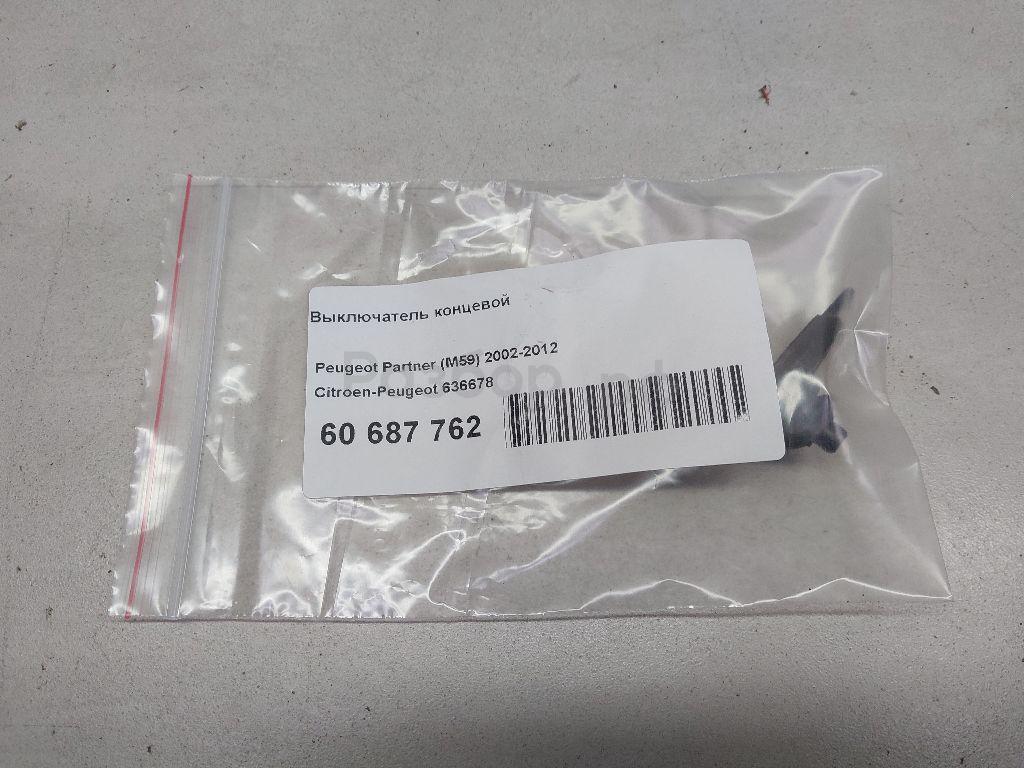 Выключатель концевой
Peugeot Partner (M59) 2002-2012
Citroen-Peugeot 636678
60 687 762